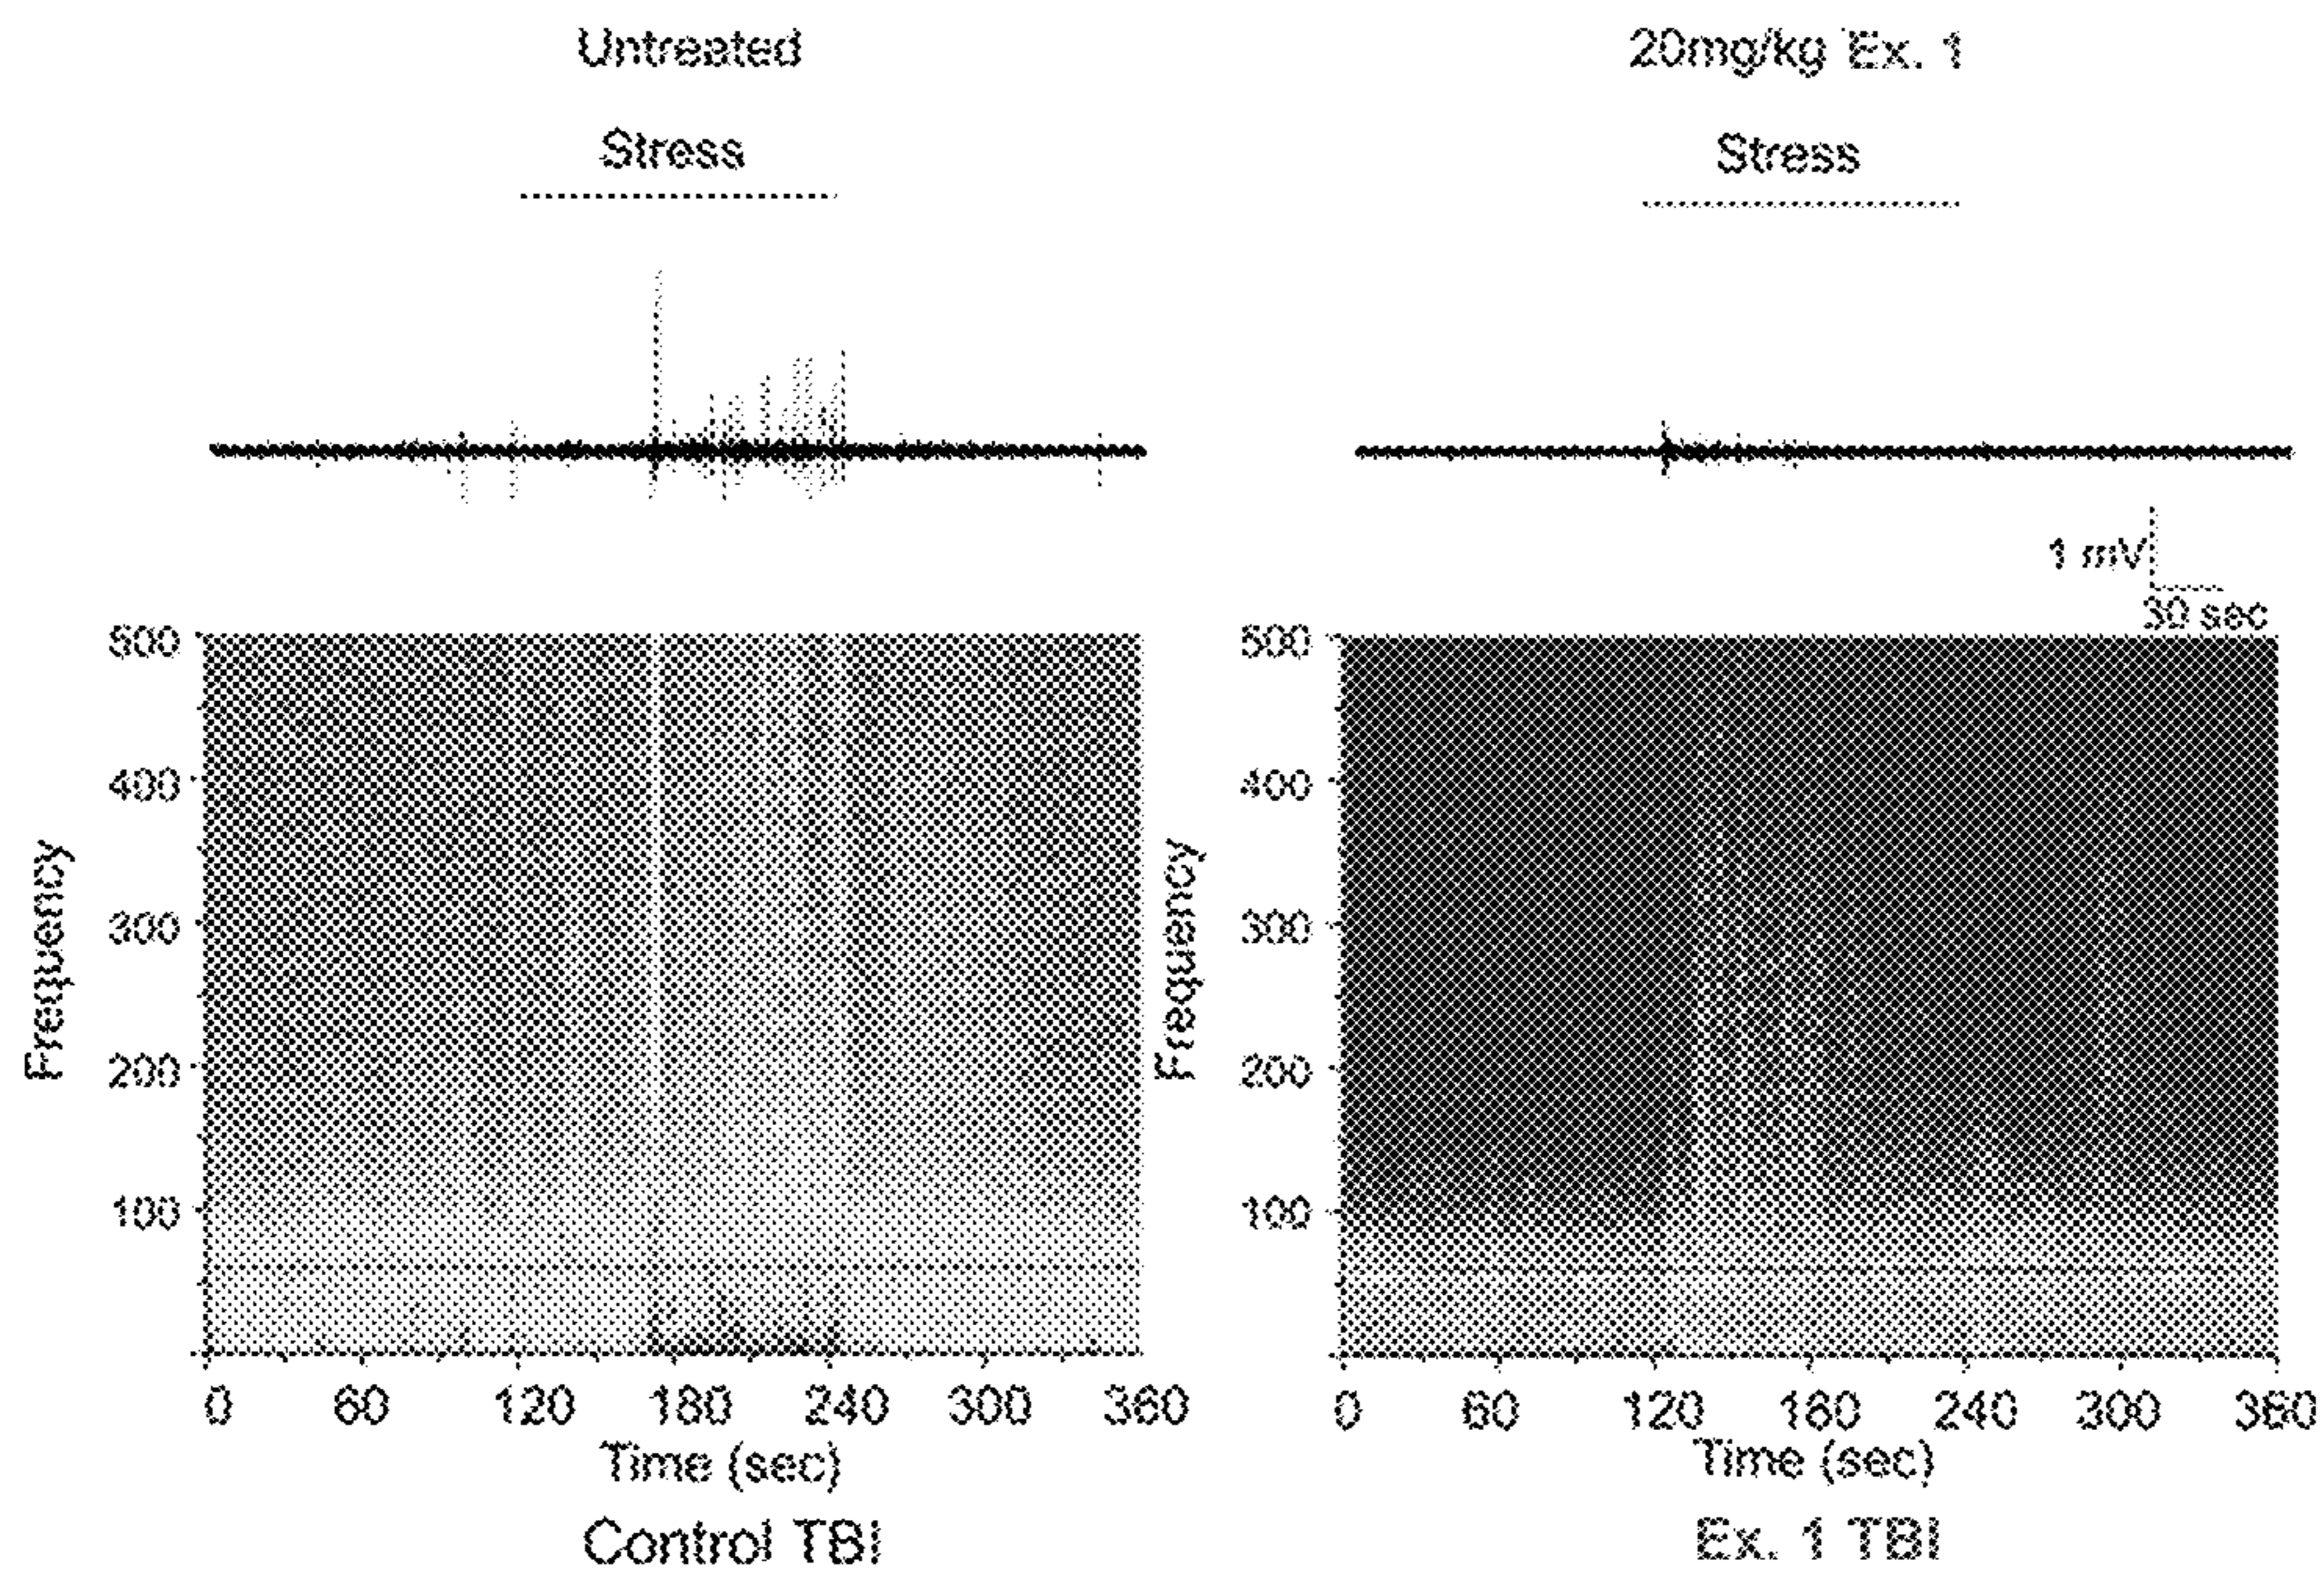 Untreated
Stress
500
400
300
200
100
Frequency
0 60 120 180 240 300 360
Time (sec)
Control TBI
20mg/kg Ex. 1
Stress
1 mV
30 sec
500
400
300
200
100
Frequency
0 60 120 180 240 300 360
Time (sec)
Ex. 1 TBI